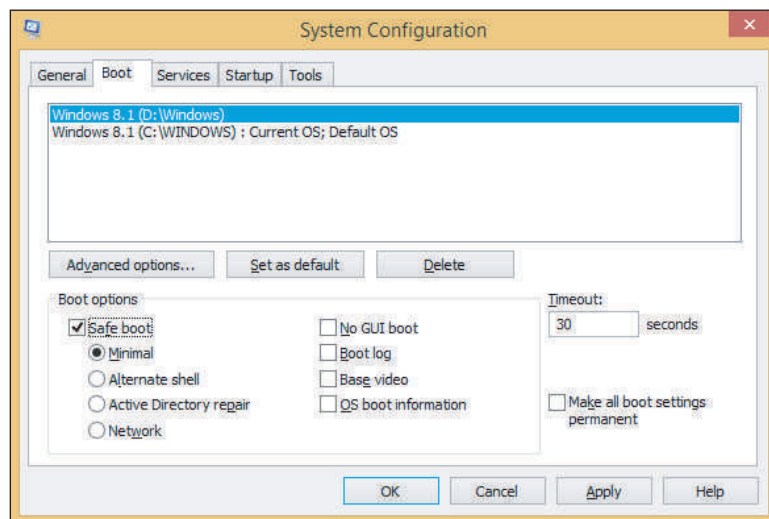 System Configuration
General Boot Services Startup Tools
Windows 8.1 (D:\Windows)
Windows 8.1 (C:\WINDOWS) : Current OS; Default OS
Advanced options... Set as default Delete
Boot options
Timeout:
Safe boot No GUI boot 30 seconds
Minimal Boot log
Alternate shell Base video
Active Directory repair OS boot information Make all boot settings
permanent
Network
OK Cancel Apply Help